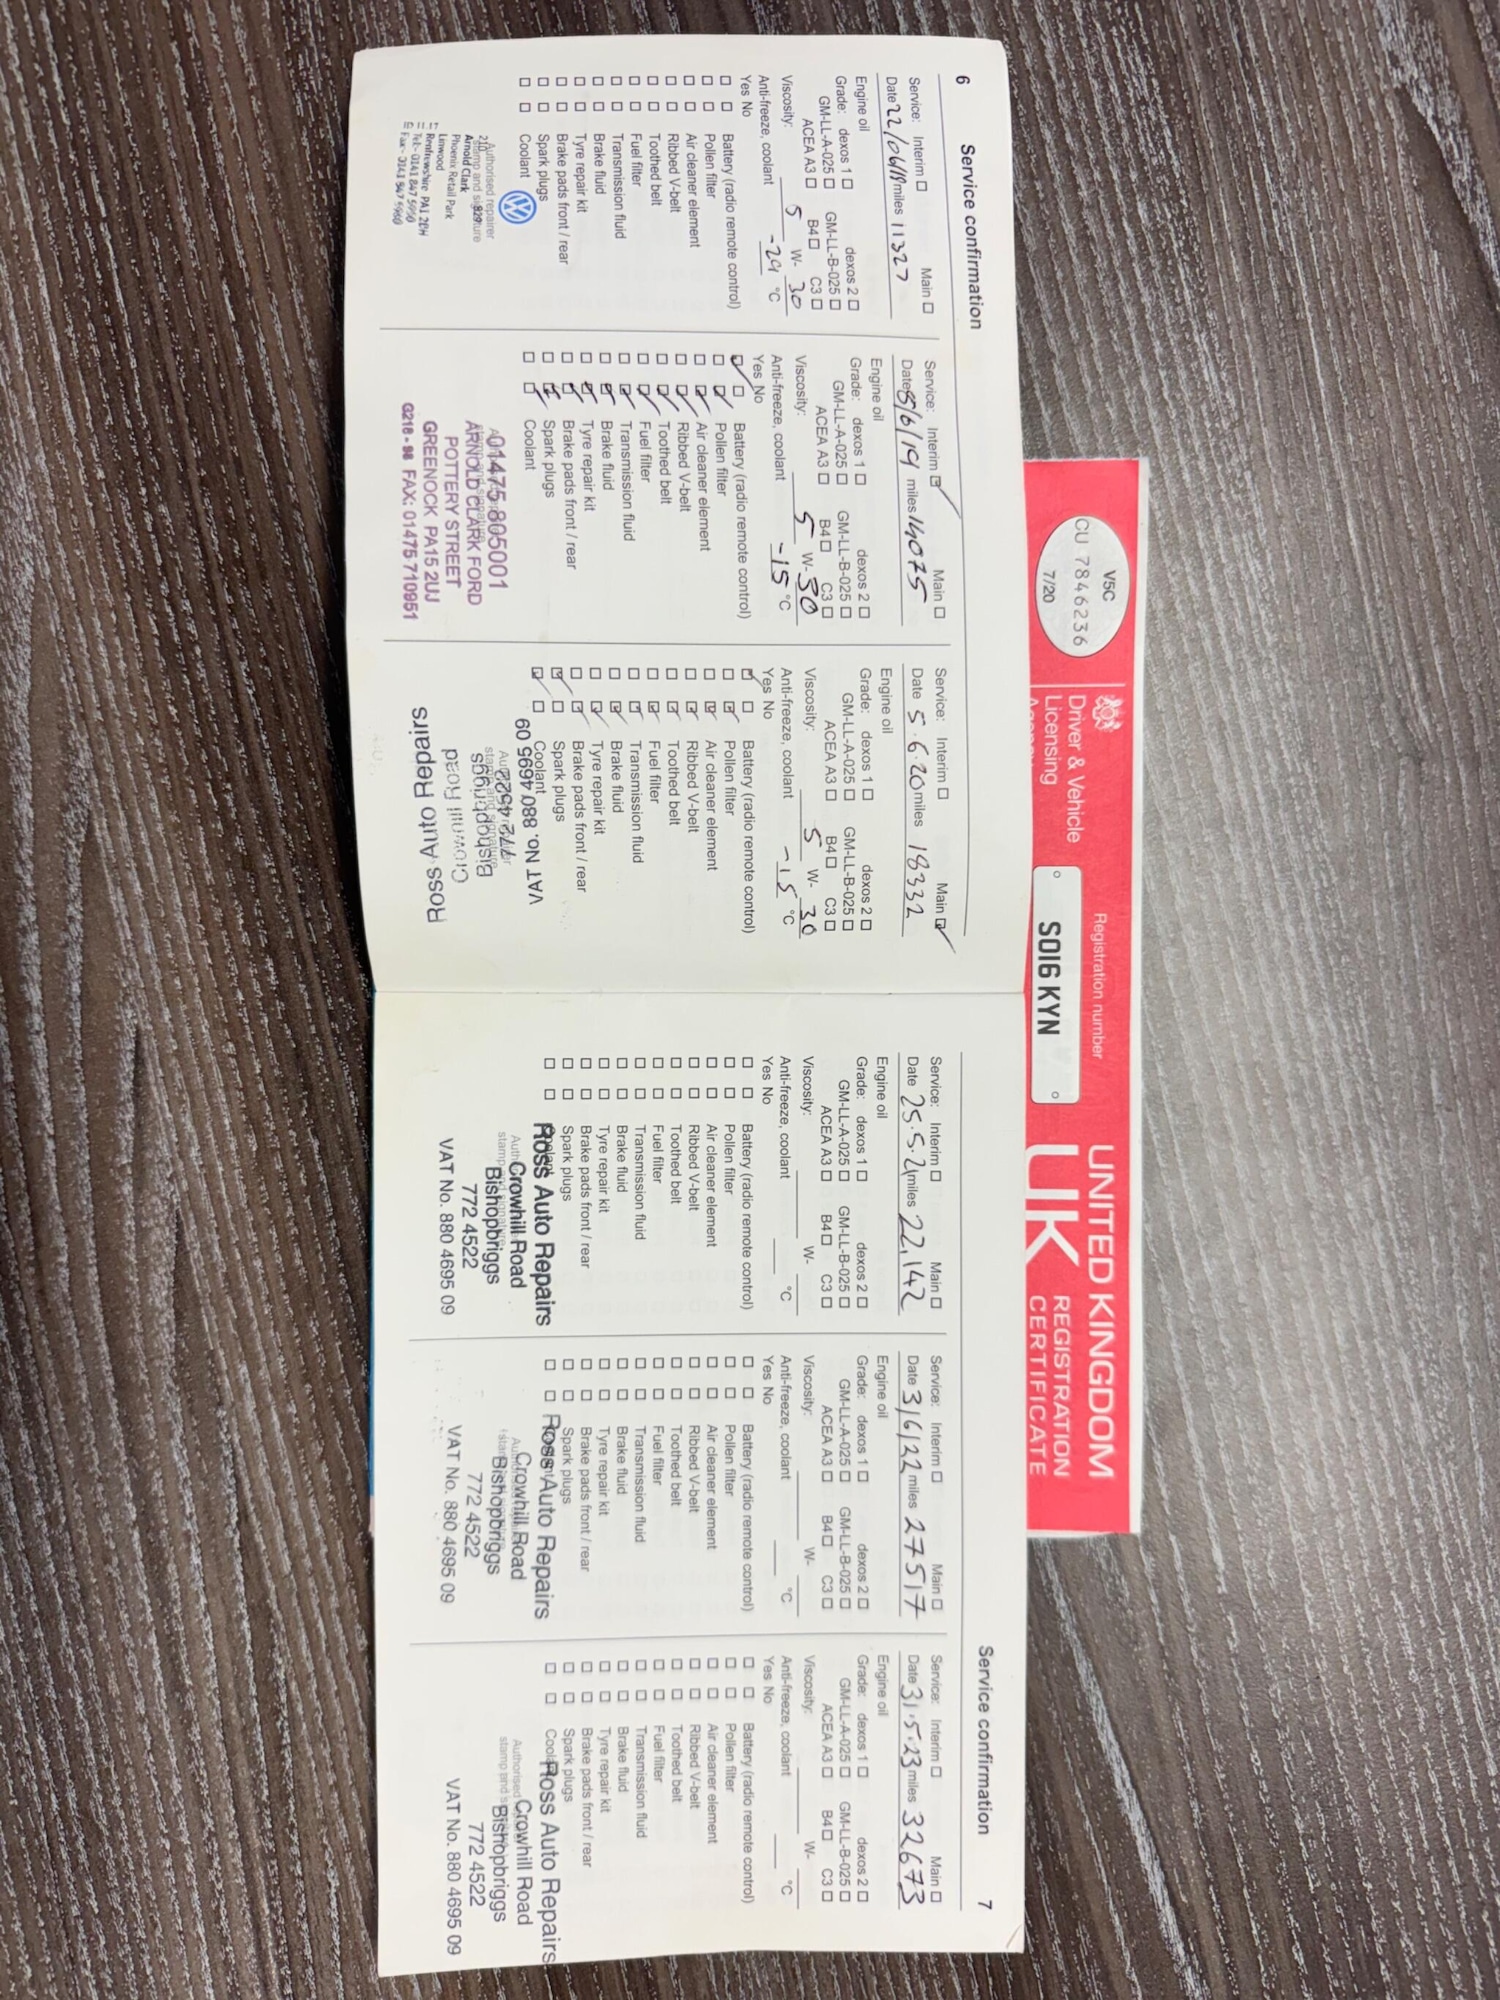 V5C
CU 7846236
7/20
Driver & Vehicle
Licensing
Registration number
SO16 KYN
UNITED KINGDOM
UK
REGISTRATION
CERTIFICATE
6
Service confirmation
Service: Interim Main
Date miles 11327
Engine oil
Grade: dexos 1 dexos 2
GM-LL-A-025 GM-LL-B-025
ACEA A3 B4 C3
Viscosity: 5 W- 30
Anti-freeze, coolant -29 °C
Yes No
Battery (radio remote control)
Pollen filter
Air cleaner element
Ribbed V-belt
Toothed belt
Fuel filter
Transmission fluid
Brake fluid
Tyre repair kit
Brake pads front / rear
Spark plugs
Coolant
Authorised repairer
stamp and signature
Arnold Clark
Phoenix Retail Park
Linwood
Renfrewshire PA1 2BH
Tel:- 0141 847 5950
Service: Interim Main
Date 5/6/19 miles 14075
Engine oil
Grade: dexos 1 dexos 2
GM-LL-A-025 GM-LL-B-025
ACEA A3 B4 C3
Viscosity: 5 W- 30
Anti-freeze, coolant -15 °C
Yes No
Battery (radio remote control)
Pollen filter
Air cleaner element
Ribbed V-belt
Toothed belt
Fuel filter
Transmission fluid
Brake fluid
Tyre repair kit
Brake pads front / rear
Spark plugs
Coolant
01475 805001
ARNOLD CLARK FORD
POTTERY STREET
GREENOCK PA15 2UJ
G218 - 98 FAX: 01475 710951
Service: Interim Main
Date 5.6.20 miles 18332
Engine oil
Grade: dexos 1 dexos 2
GM-LL-A-025 GM-LL-B-025
ACEA A3 B4 C3
Viscosity: 5 W- 30
Anti-freeze, coolant -15 °C
Yes No
Battery (radio remote control)
Pollen filter
Air cleaner element
Ribbed V-belt
Toothed belt
Fuel filter
Transmission fluid
Brake fluid
Tyre repair kit
Brake pads front / rear
Spark plugs
Coolant
Ross Auto Repairs
Crowhill Road
Bishopbriggs
772 4522
VAT No. 880 4695 09
Service confirmation
7
Service: Interim Main
Date 25.5.21 miles 22,142
Engine oil
Grade: dexos 1 dexos 2
GM-LL-A-025 GM-LL-B-025
ACEA A3 B4 C3
Viscosity: W-
Anti-freeze, coolant °C
Yes No
Battery (radio remote control)
Pollen filter
Air cleaner element
Ribbed V-belt
Toothed belt
Fuel filter
Transmission fluid
Brake fluid
Tyre repair kit
Brake pads front / rear
Spark plugs
Coolant
Ross Auto Repairs
Crowhill Road
Bishopbriggs
772 4522
VAT No. 880 4695 09
Service: Interim Main
Date 3/6/22 miles 27517
Engine oil
Grade: dexos 1 dexos 2
GM-LL-A-025 GM-LL-B-025
ACEA A3 B4 C3
Viscosity: W-
Anti-freeze, coolant °C
Yes No
Battery (radio remote control)
Pollen filter
Air cleaner element
Ribbed V-belt
Toothed belt
Fuel filter
Transmission fluid
Brake fluid
Tyre repair kit
Brake pads front / rear
Spark plugs
Ross Auto Repairs
Crowhill Road
Bishopbriggs
772 4522
VAT No. 880 4695 09
Service: Interim Main
Date 31.5.23 miles 32673
Engine oil
Grade: dexos 1 dexos 2
GM-LL-A-025 GM-LL-B-025
ACEA A3 B4 C3
Viscosity: W-
Anti-freeze, coolant °C
Yes No
Battery (radio remote control)
Pollen filter
Air cleaner element
Ribbed V-belt
Toothed belt
Fuel filter
Transmission fluid
Brake fluid
Tyre repair kit
Brake pads front / rear
Spark plugs
Ross Auto Repairs
Crowhill Road
Bishopbriggs
772 4522
VAT No. 880 4695 09